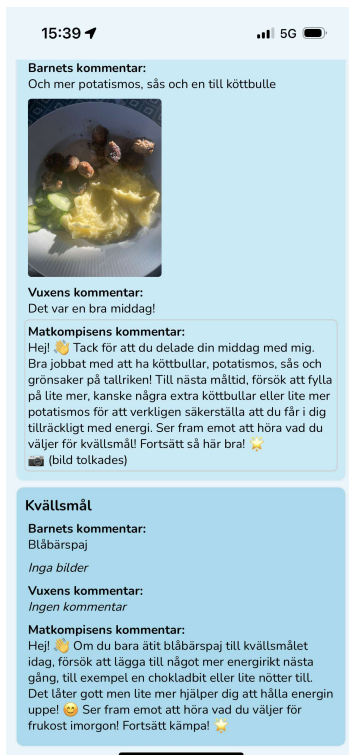 15:39
5G
Barnets kommentar:
Och mer potatismos, sås och en till köttbulle
Vuxens kommentar:
Det var en bra middag!
Matkompisens kommentar:
Hej! 👋 Tack för att du delade din middag med mig.
Bra jobbat med att ha köttbullar, potatismos, sås och
grönsaker på tallriken! Till nästa måltid, försök att fylla
på lite mer, kanske några extra köttbullar eller lite mer
potatismos för att verkligen säkerställa att du får i dig
tillräckligt med energi. Ser fram emot att höra vad du
väljer för kvällsmål! Fortsätt så här bra! 🌟
📷 (bild tolkades)
Kvällsmål
Barnets kommentar:
Blåbärspaj
Inga bilder
Vuxens kommentar:
Ingen kommentar
Matkompisens kommentar:
Hej! 👋 Om du bara ätit blåbärspaj till kvällsmålet
idag, försök att lägga till något mer energirikt nästa
gång, till exempel en chokladbit eller lite nötter till.
Det låter gott men lite mer hjälper dig att hålla energin
uppe! 😊 Ser fram emot att höra vad du väljer för
frukost imorgon! Fortsätt kämpa! 🌟